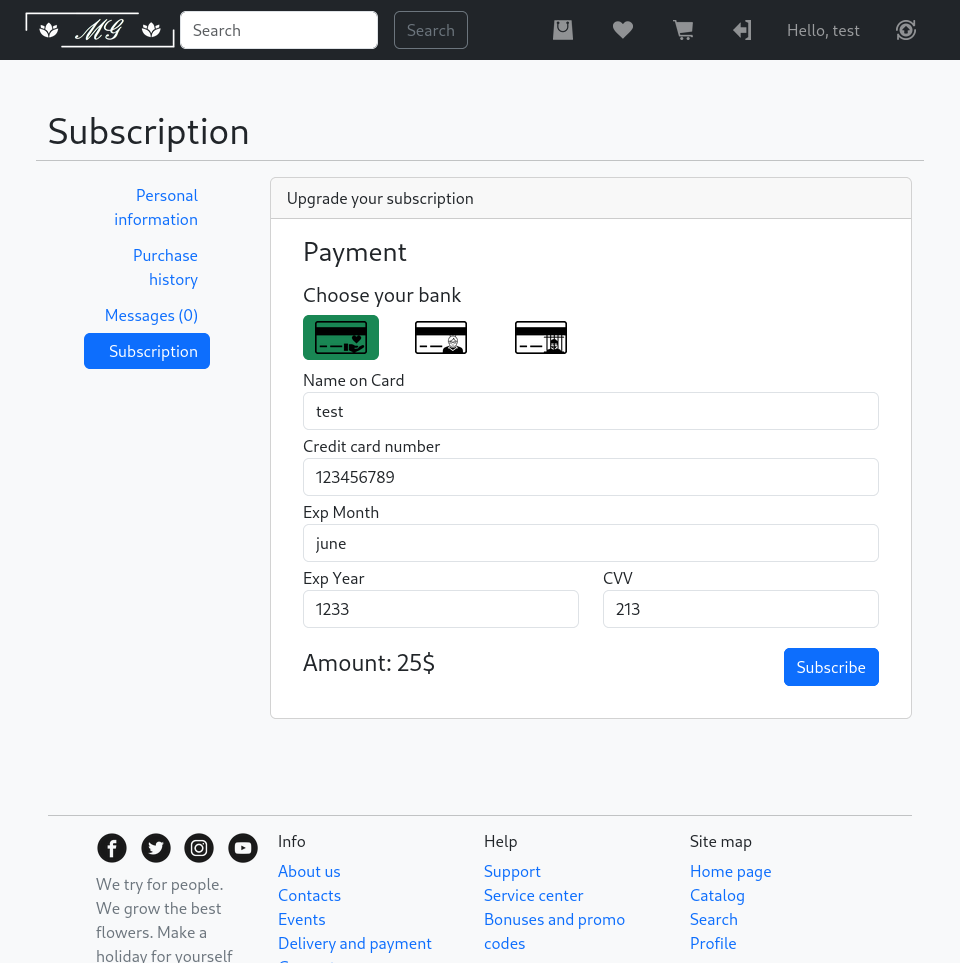 MG
Search
Search
Hello, test
Subscription
Personal
information
Purchase
history
Messages (0)
Subscription
Upgrade your subscription
Payment
Choose your bank
Name on Card
test
Credit card number
123456789
Exp Month
june
Exp Year
CVV
1233
213
Amount: 25$
Subscribe
We try for people.
We grow the best
flowers. Make a
holiday for yourself
Info
About us
Contacts
Events
Delivery and payment
Help
Support
Service center
Bonuses and promo
codes
Site map
Home page
Catalog
Search
Profile